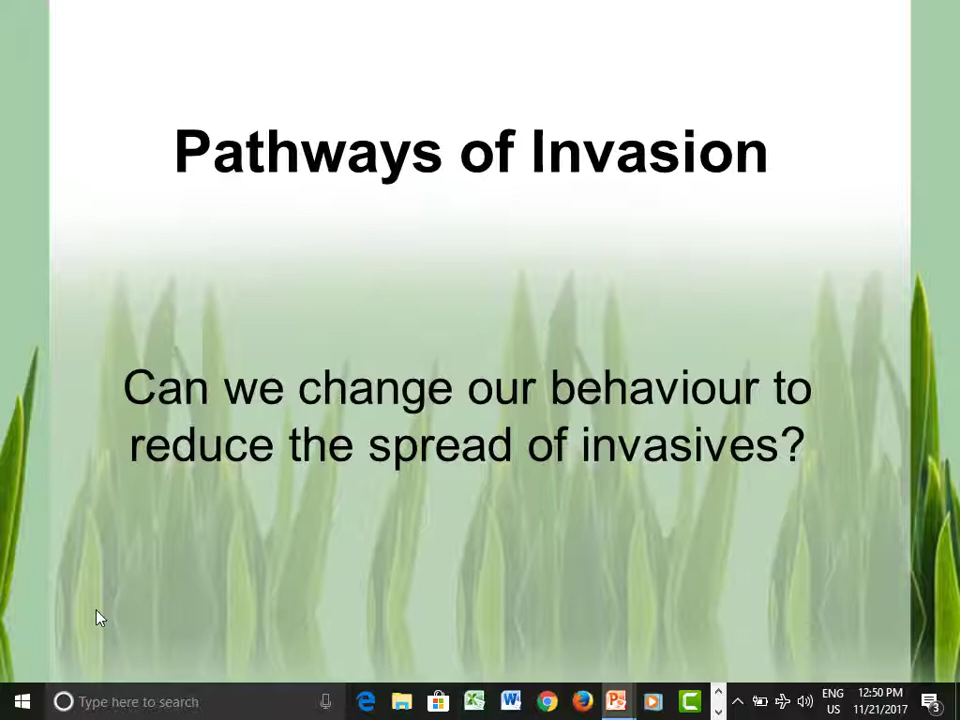 Pathways of Invasion
Can we change our behaviour to
reduce the spread of invasives?
Type here to search
ENG
US
12:50 PM
11/21/2017
3